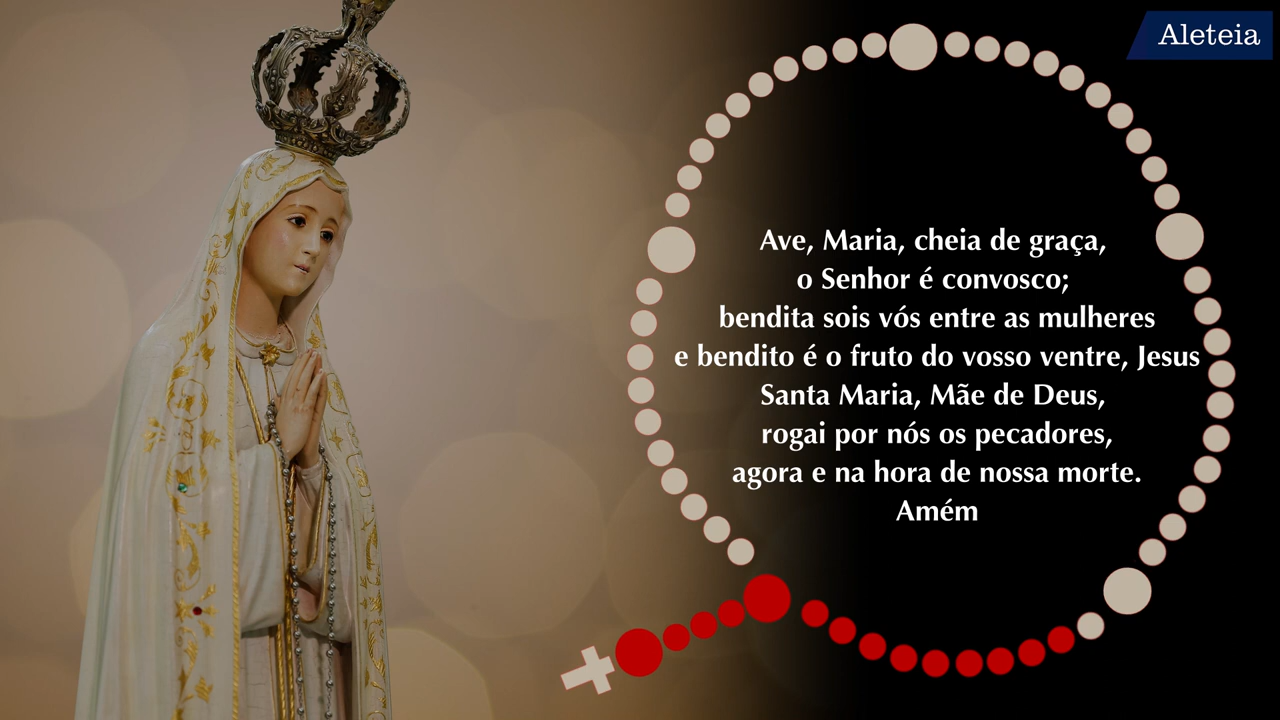 Aleteia
Ave, Maria, cheia de graça,
o Senhor é convosco;
bendita sois vós entre as mulheres
e bendito é o fruto do vosso ventre, Jesus
Santa Maria, Mãe de Deus,
rogai por nós os pecadores,
agora e na hora de nossa morte.
Amém